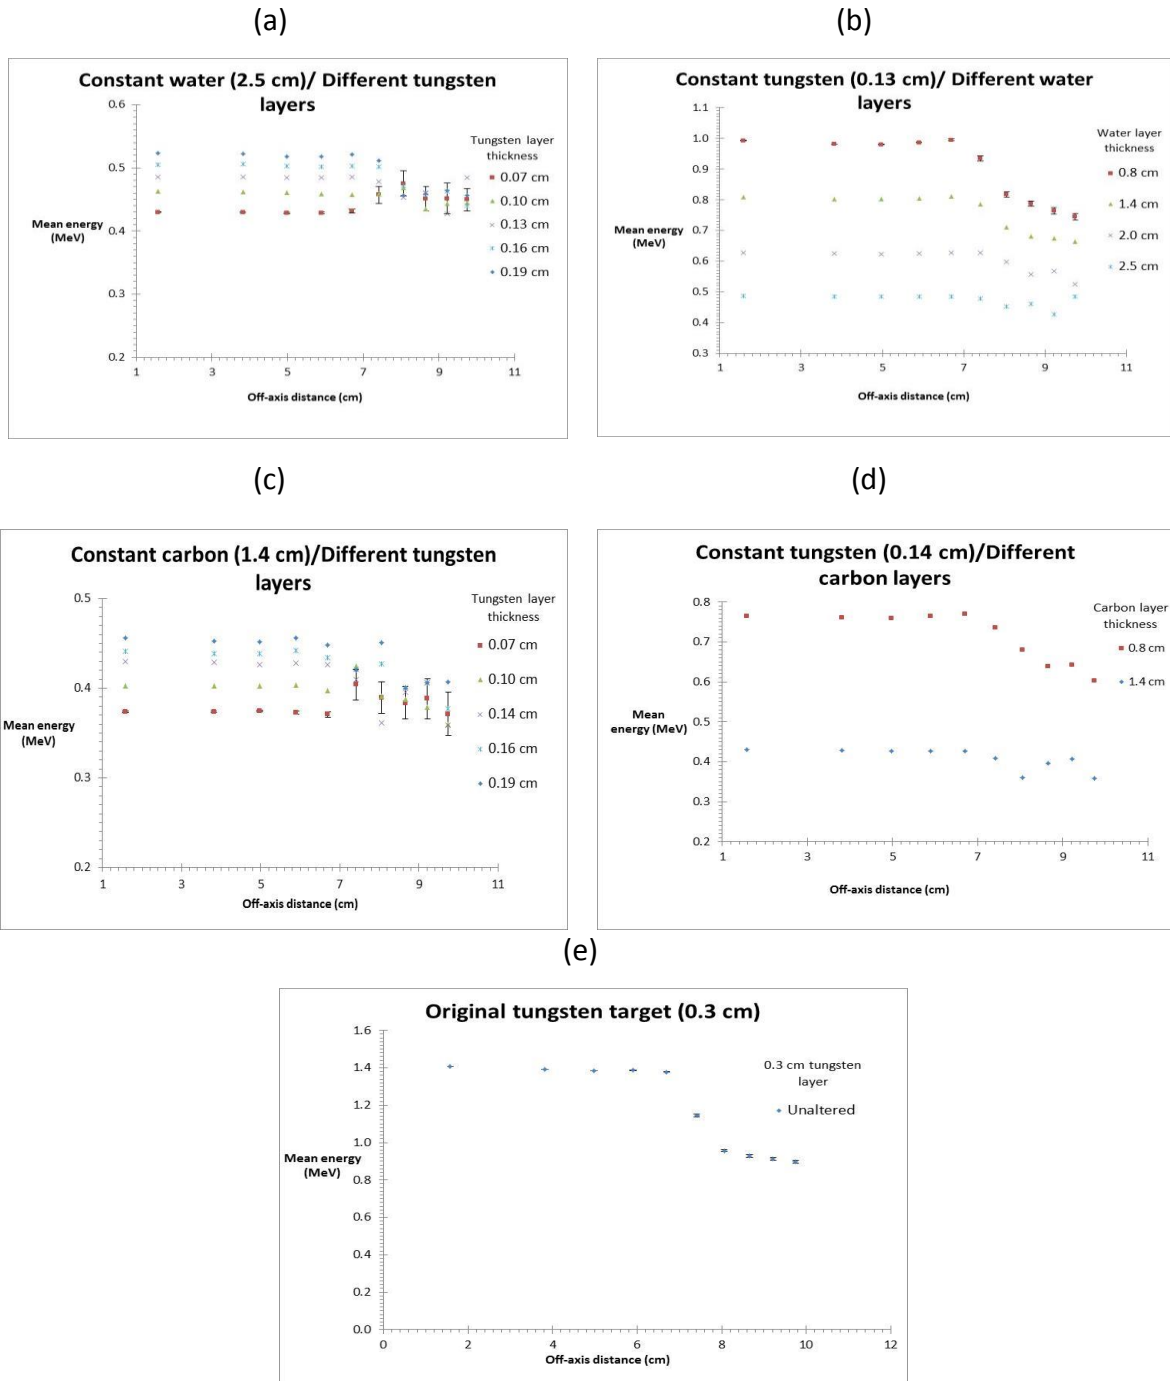 (a)
Constant water (2.5 cm)/ Different tungsten
layers
0.6
0.5
0.4
0.3
0.2
Mean energy
(MeV)
1
3
5
7
9
11
Off-axis distance (cm)
Tungsten layer
thickness
0.07 cm
0.10 cm
0.13 cm
0.16 cm
0.19 cm
(b)
Constant tungsten (0.13 cm)/ Different water
layers
1.1
1.0
0.9
0.8
0.7
0.6
0.5
0.4
0.3
Mean energy
(MeV)
1
3
5
7
9
11
Off-axis distance (cm)
Water layer
thickness
0.8 cm
1.4 cm
2.0 cm
2.5 cm
(c)
Constant carbon (1.4 cm)/Different tungsten
layers
0.5
0.4
0.3
0.2
Mean energy
(MeV)
1
3
5
7
9
11
Off-axis distance (cm)
Tungsten layer
thickness
0.07 cm
0.10 cm
0.14 cm
0.16 cm
0.19 cm
(d)
Constant tungsten (0.14 cm)/Different
carbon layers
0.8
0.7
0.6
0.5
0.4
0.3
0.2
Mean
energy (MeV)
1
3
5
7
9
11
Off-axis distance (cm)
Carbon layer
thickness
0.8 cm
1.4 cm
(e)
Original tungsten target (0.3 cm)
1.6
1.4
1.2
1.0
0.8
0.6
0.4
0.2
0.0
Mean energy
(MeV)
0
2
4
6
8
10
12
Off-axis distance (cm)
0.3 cm tungsten
layer
Unaltered